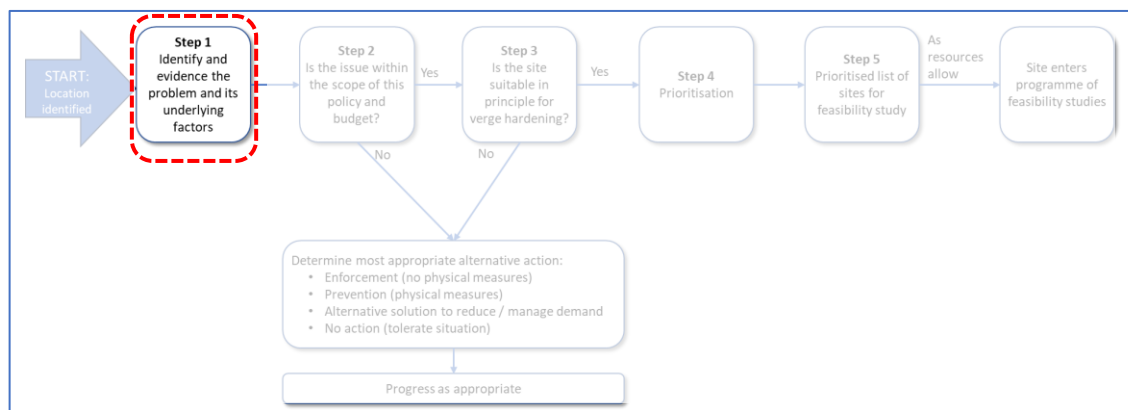 START:
Location
identified
Step 1
Identify and
evidence the
problem and its
underlying
factors
Step 2
Is the issue within
the scope of this
policy and
budget?
Yes
No
Step 3
Is the site
suitable in
principle for
verge hardening?
Yes
No
Step 4
Prioritisation
Step 5
Prioritised list of
sites for
feasibility study
As
resources
allow
Site enters
programme of
feasibility studies
Determine most appropriate alternative action:
• Enforcement (no physical measures)
• Prevention (physical measures)
• Alternative solution to reduce / manage demand
• No action (tolerate situation)
Progress as appropriate